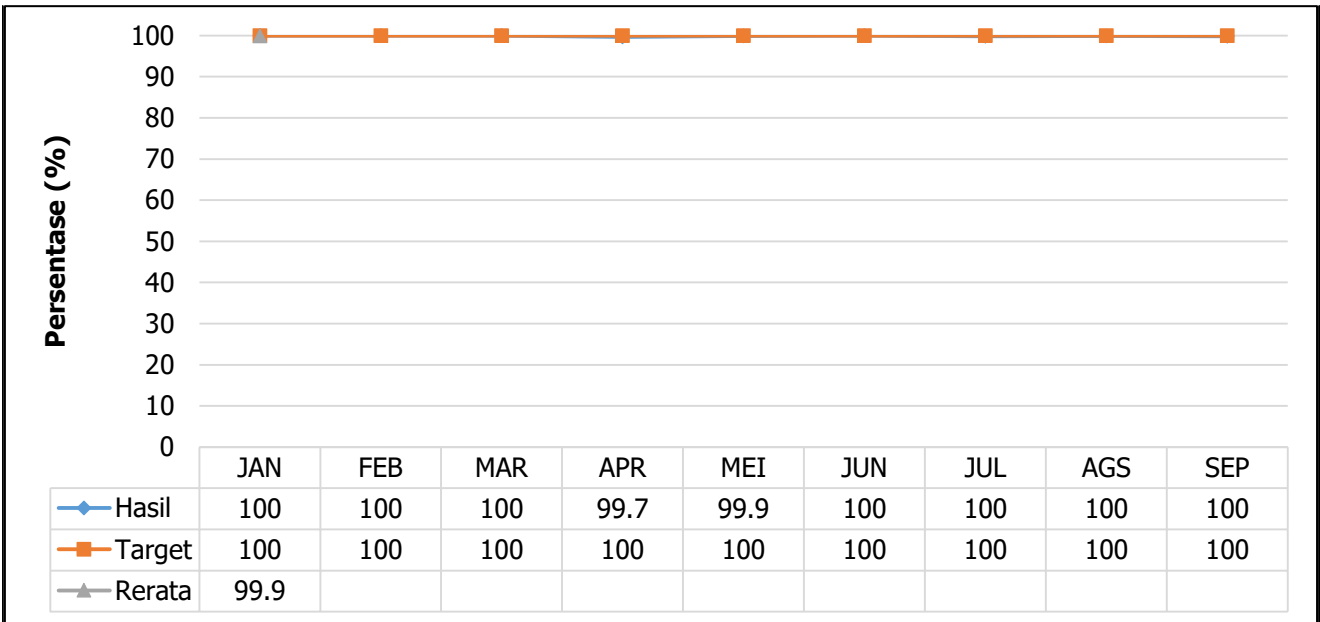 Persentase (%)
100
90
80
70
60
50
40
30
20
10
0
JAN FEB MAR APR MEI JUN JUL AGS SEP
Hasil 100 100 100 99.7 99.9 100 100 100 100
Target 100 100 100 100 100 100 100 100 100
Rerata 99.9